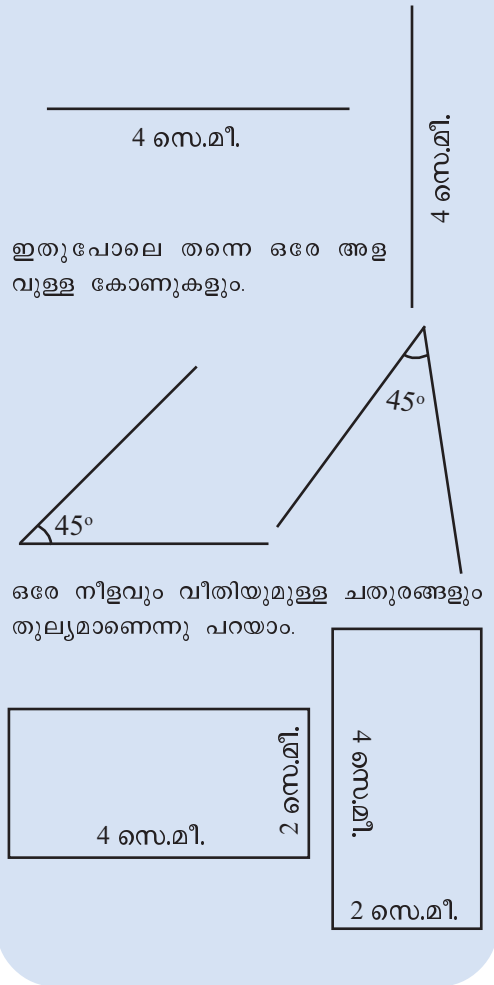 4 സെ.മീ.
4 സെ.മീ.
ഇതുപോലെ തന്നെ ഒരേ അള
വുള്ള കോണുകളും.
45°
45°
ഒരേ നീളവും വീതിയുമുള്ള ചതുരങ്ങളും
തുല്യമാണെന്നു പറയാം.
4 സെ.മീ.
2 സെ.മീ.
4 സെ.മീ.
2 സെ.മീ.